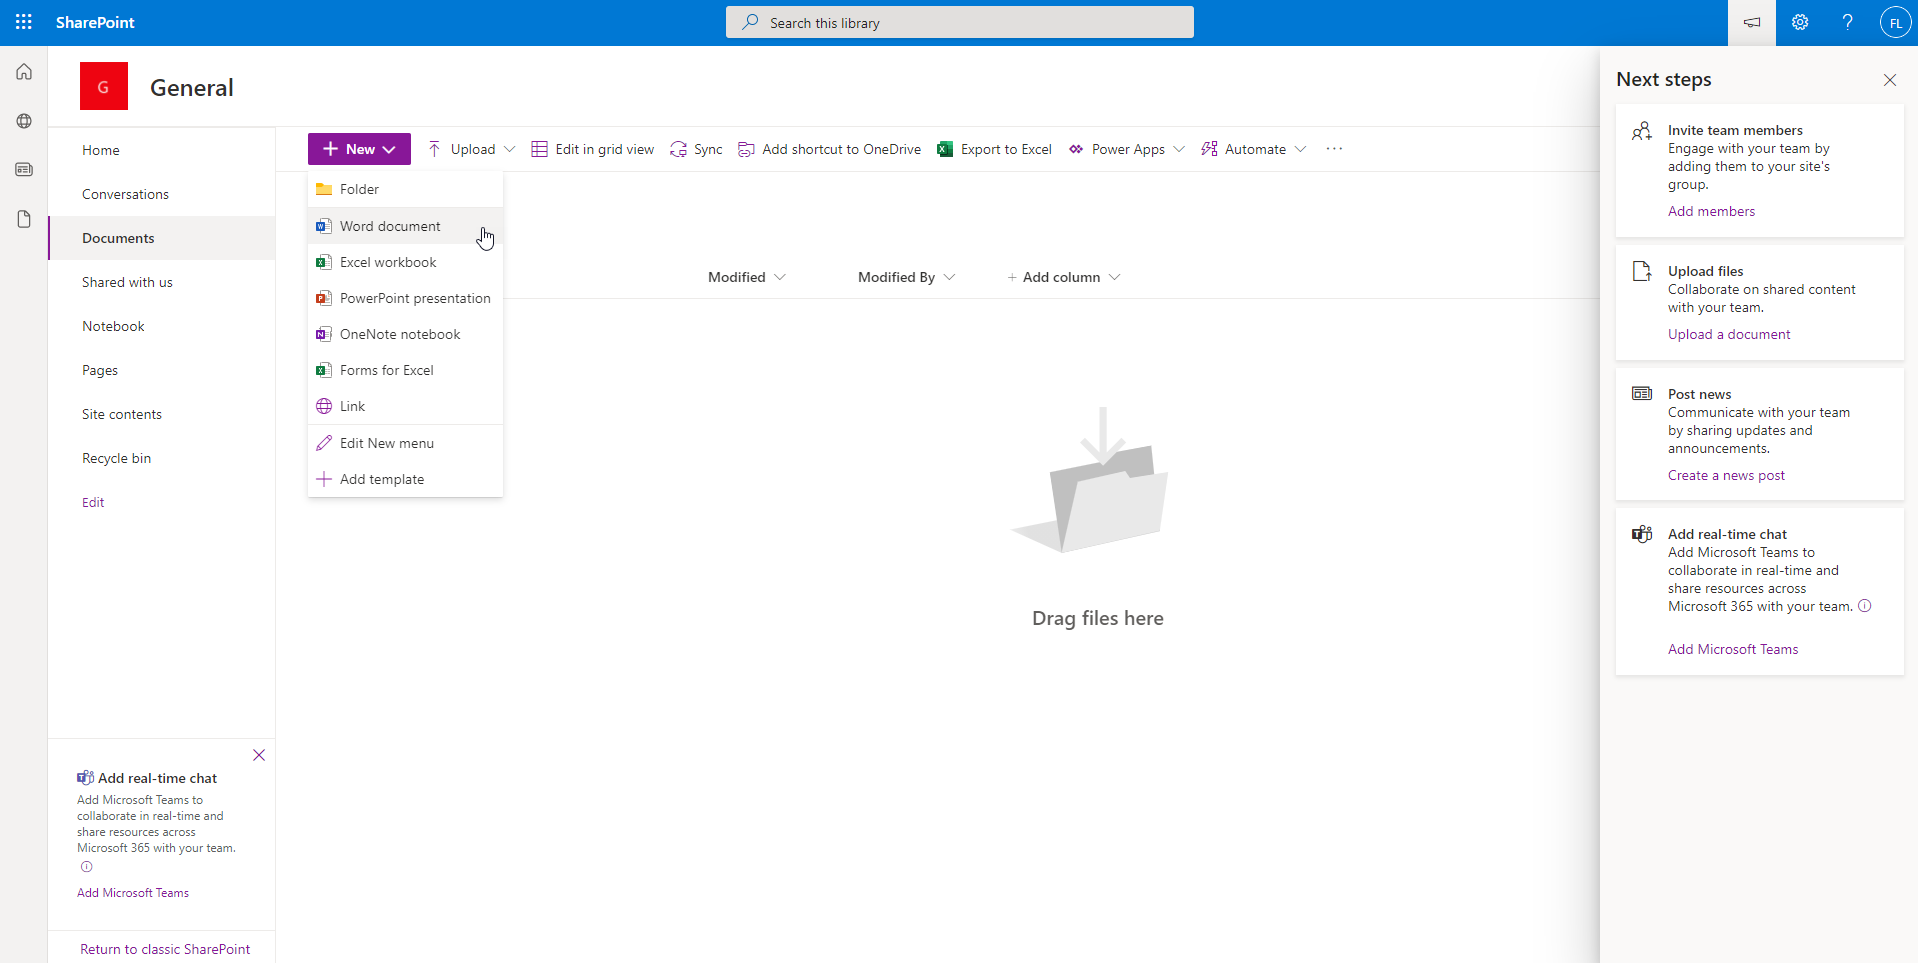 SharePoint
Search this library
?
FL
G
General
Home
Conversations
Documents
Shared with us
Notebook
Pages
Site contents
Recycle bin
Edit
Add real-time chat
Add Microsoft Teams to
collaborate in real-time and
share resources across
Microsoft 365 with your team.
Add Microsoft Teams
Return to classic SharePoint
+ New
Upload
Edit in grid view
Sync
Add shortcut to OneDrive
Export to Excel
Power Apps
Automate
...
Folder
Word document
Excel workbook
PowerPoint presentation
OneNote notebook
Forms for Excel
Link
Edit New menu
+ Add template
Modified
Modified By
+ Add column
Drag files here
Next steps
Invite team members
Engage with your team by
adding them to your site's
group.
Add members
Upload files
Collaborate on shared content
with your team.
Upload a document
Post news
Communicate with your team
by sharing updates and
announcements.
Create a news post
Add real-time chat
Add Microsoft Teams to
collaborate in real-time and
share resources across
Microsoft 365 with your team.
Add Microsoft Teams